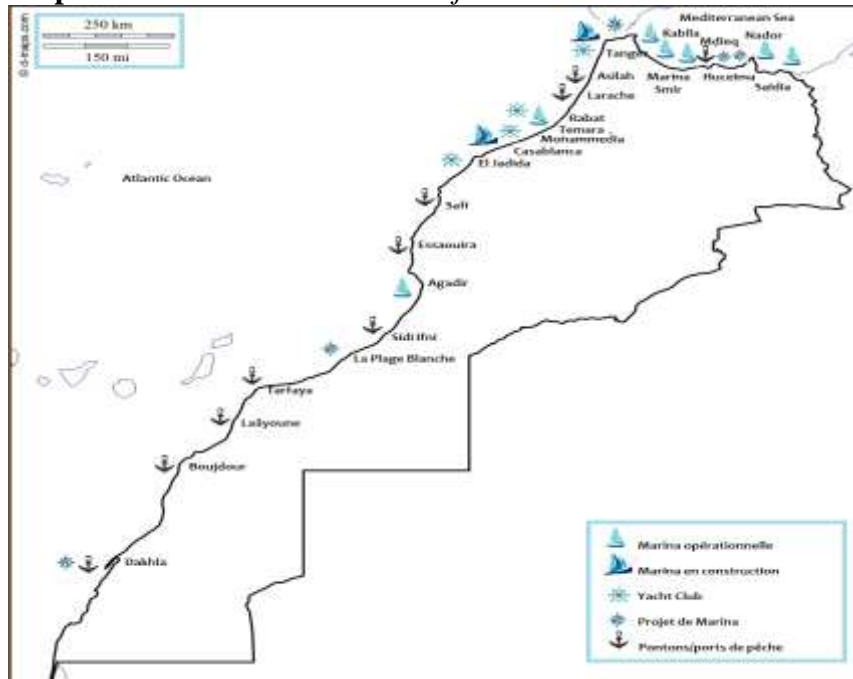 © d-maps.com
250 km
150 mi
Mediterranean Sea
Kabila
Mdieq
Nador
Tanger
Asilah
Marina
Smir
Hoceima
Saidia
Larache
Rabat
Temara
Mohammedia
Casablanca
El Jadida
Atlantic Ocean
Safi
Essaouira
Agadir
Sidi Ifni
La Plage Blanche
Tarfaya
Laâyoune
Boujdour
Dakhla
Marina opérationnelle
Marina en construction
Yacht Club
Projet de Marina
Pontons/ports de pêche